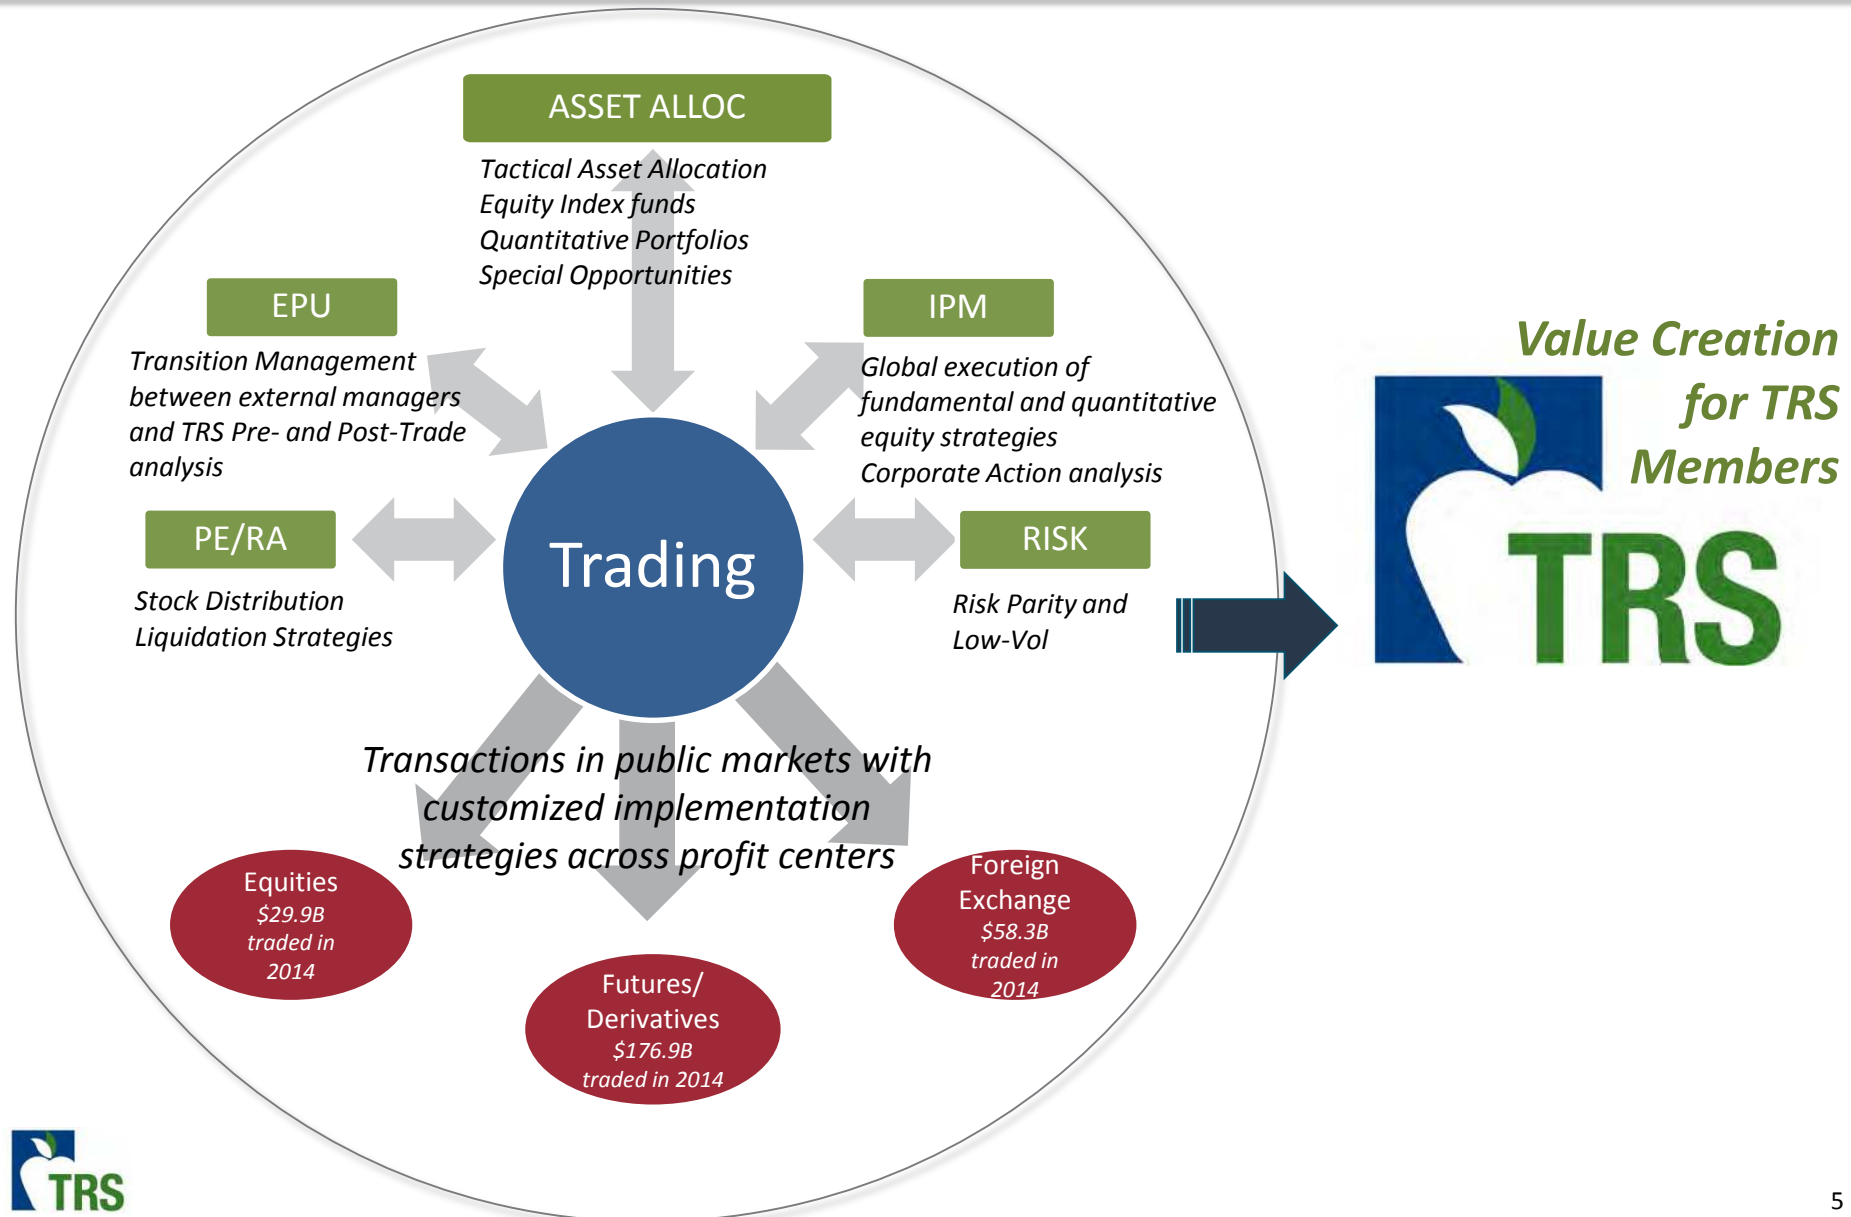 ASSET ALLOC
Tactical Asset Allocation
Equity Index funds
Quantitative Portfolios
Special Opportunities
EPU
Transition Management
between external managers
and TRS Pre- and Post-Trade
analysis
IPM
Global execution of
fundamental and quantitative
equity strategies
Corporate Action analysis
PE/RA
Stock Distribution
Liquidation Strategies
Trading
RISK
Risk Parity and
Low-Vol
Value Creation
for TRS
Members
TRS
Transactions in public markets with
customized implementation
strategies across profit centers
Equities
$29.9B
traded in
2014
Futures/
Derivatives
$176.9B
traded in 2014
Foreign
Exchange
$58.3B
traded in
2014
TRS
5